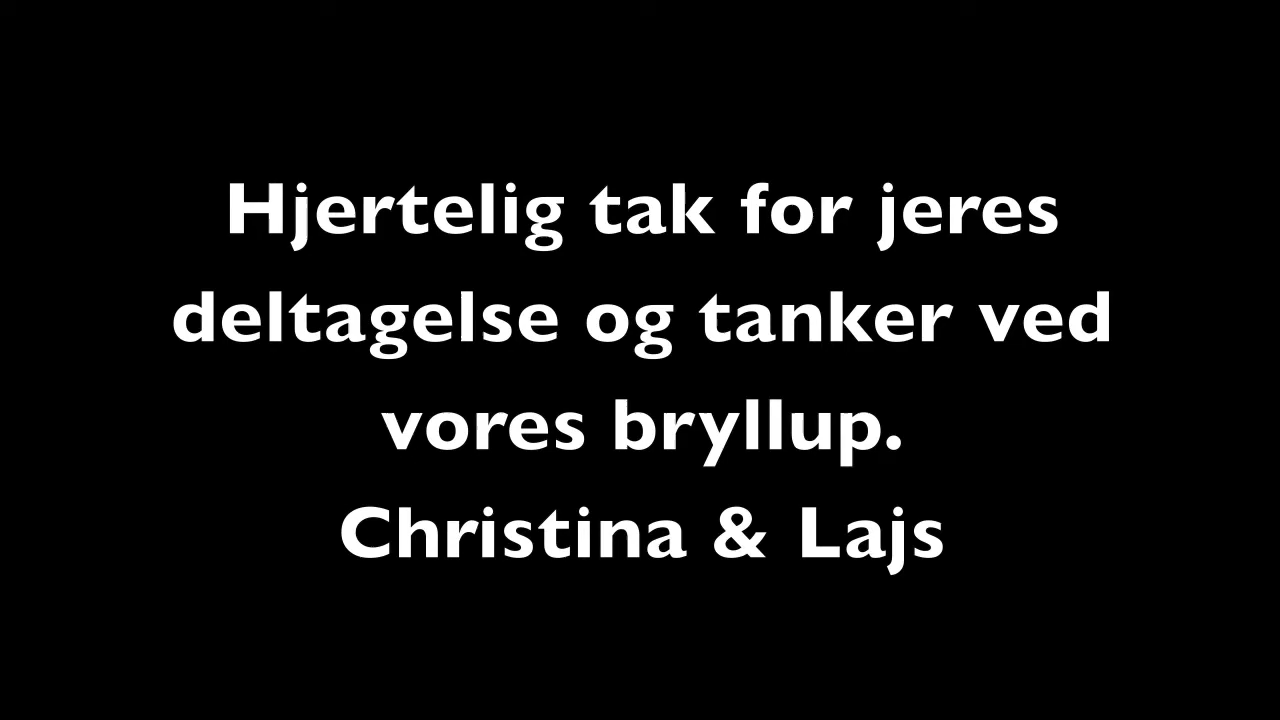 Hjertelig tak for jeres
deltagelse og tanker ved
vores bryllup.
Christina & Lajs